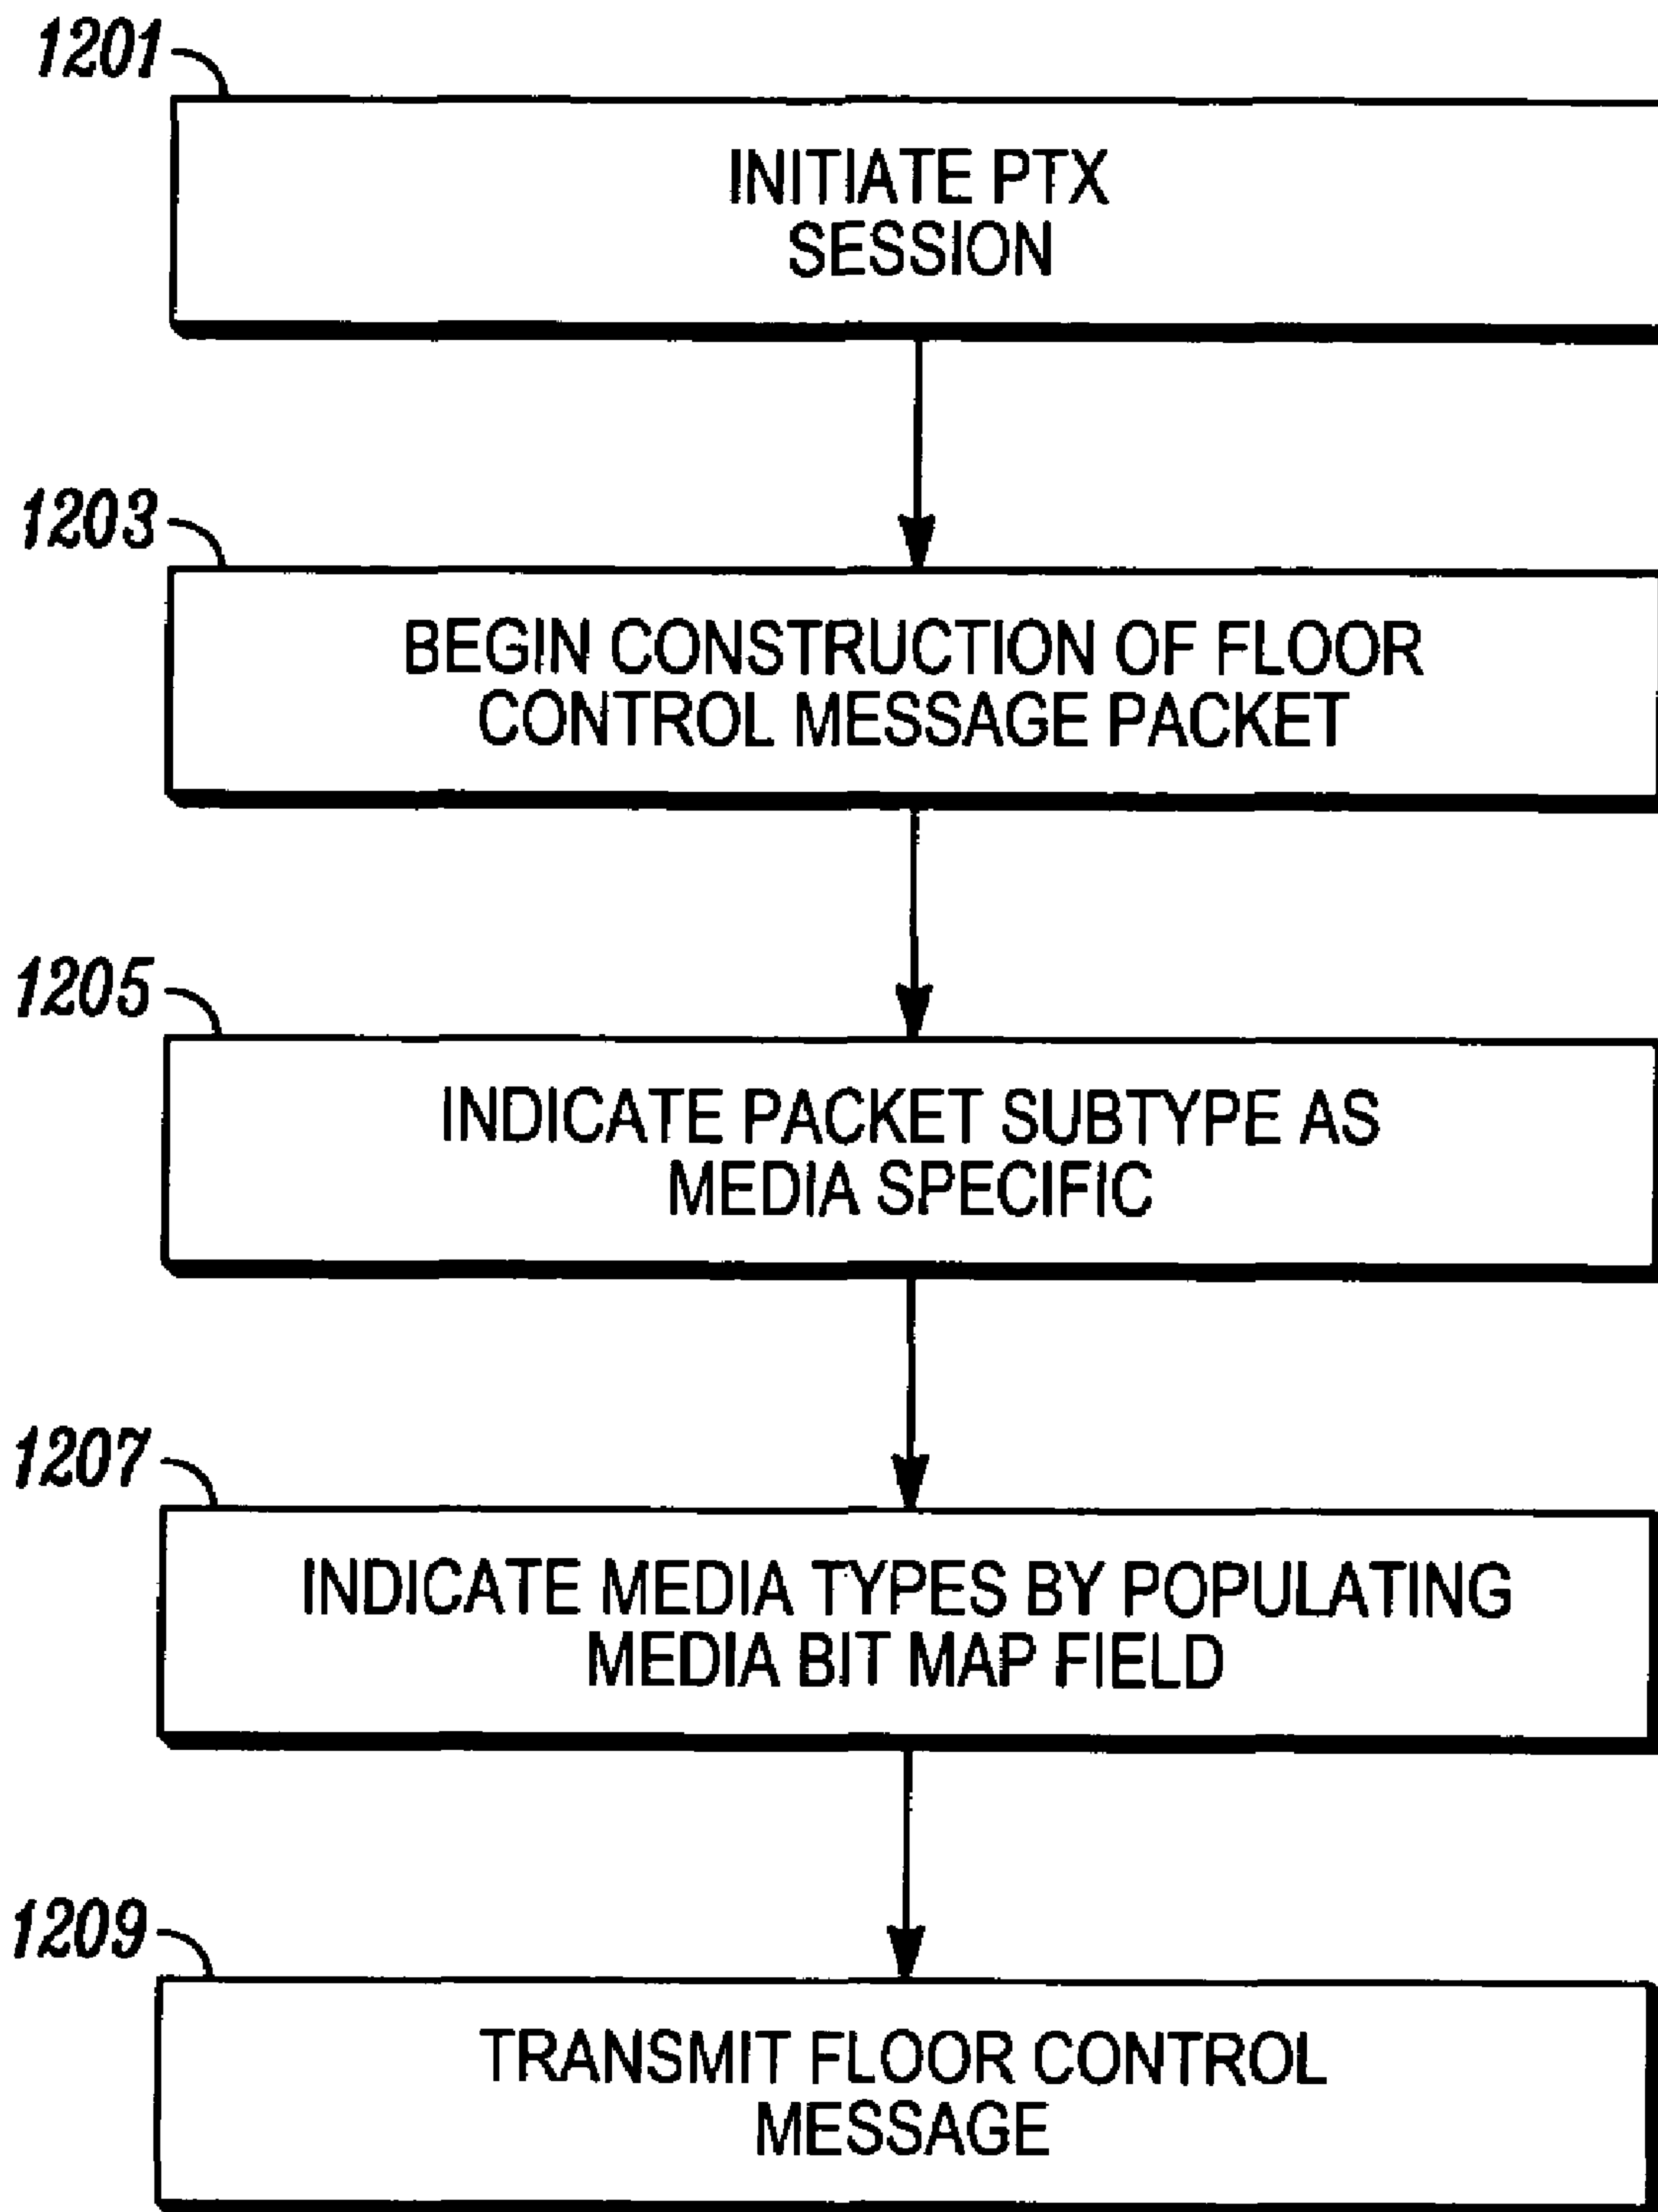 1201
INITIATE PTX
SESSION
1203
BEGIN CONSTRUCTION OF FLOOR
CONTROL MESSAGE PACKET
1205
INDICATE PACKET SUBTYPE AS
MEDIA SPECIFIC
1207
INDICATE MEDIA TYPES BY POPULATING
MEDIA BIT MAP FIELD
1209
TRANSMIT FLOOR CONTROL
MESSAGE